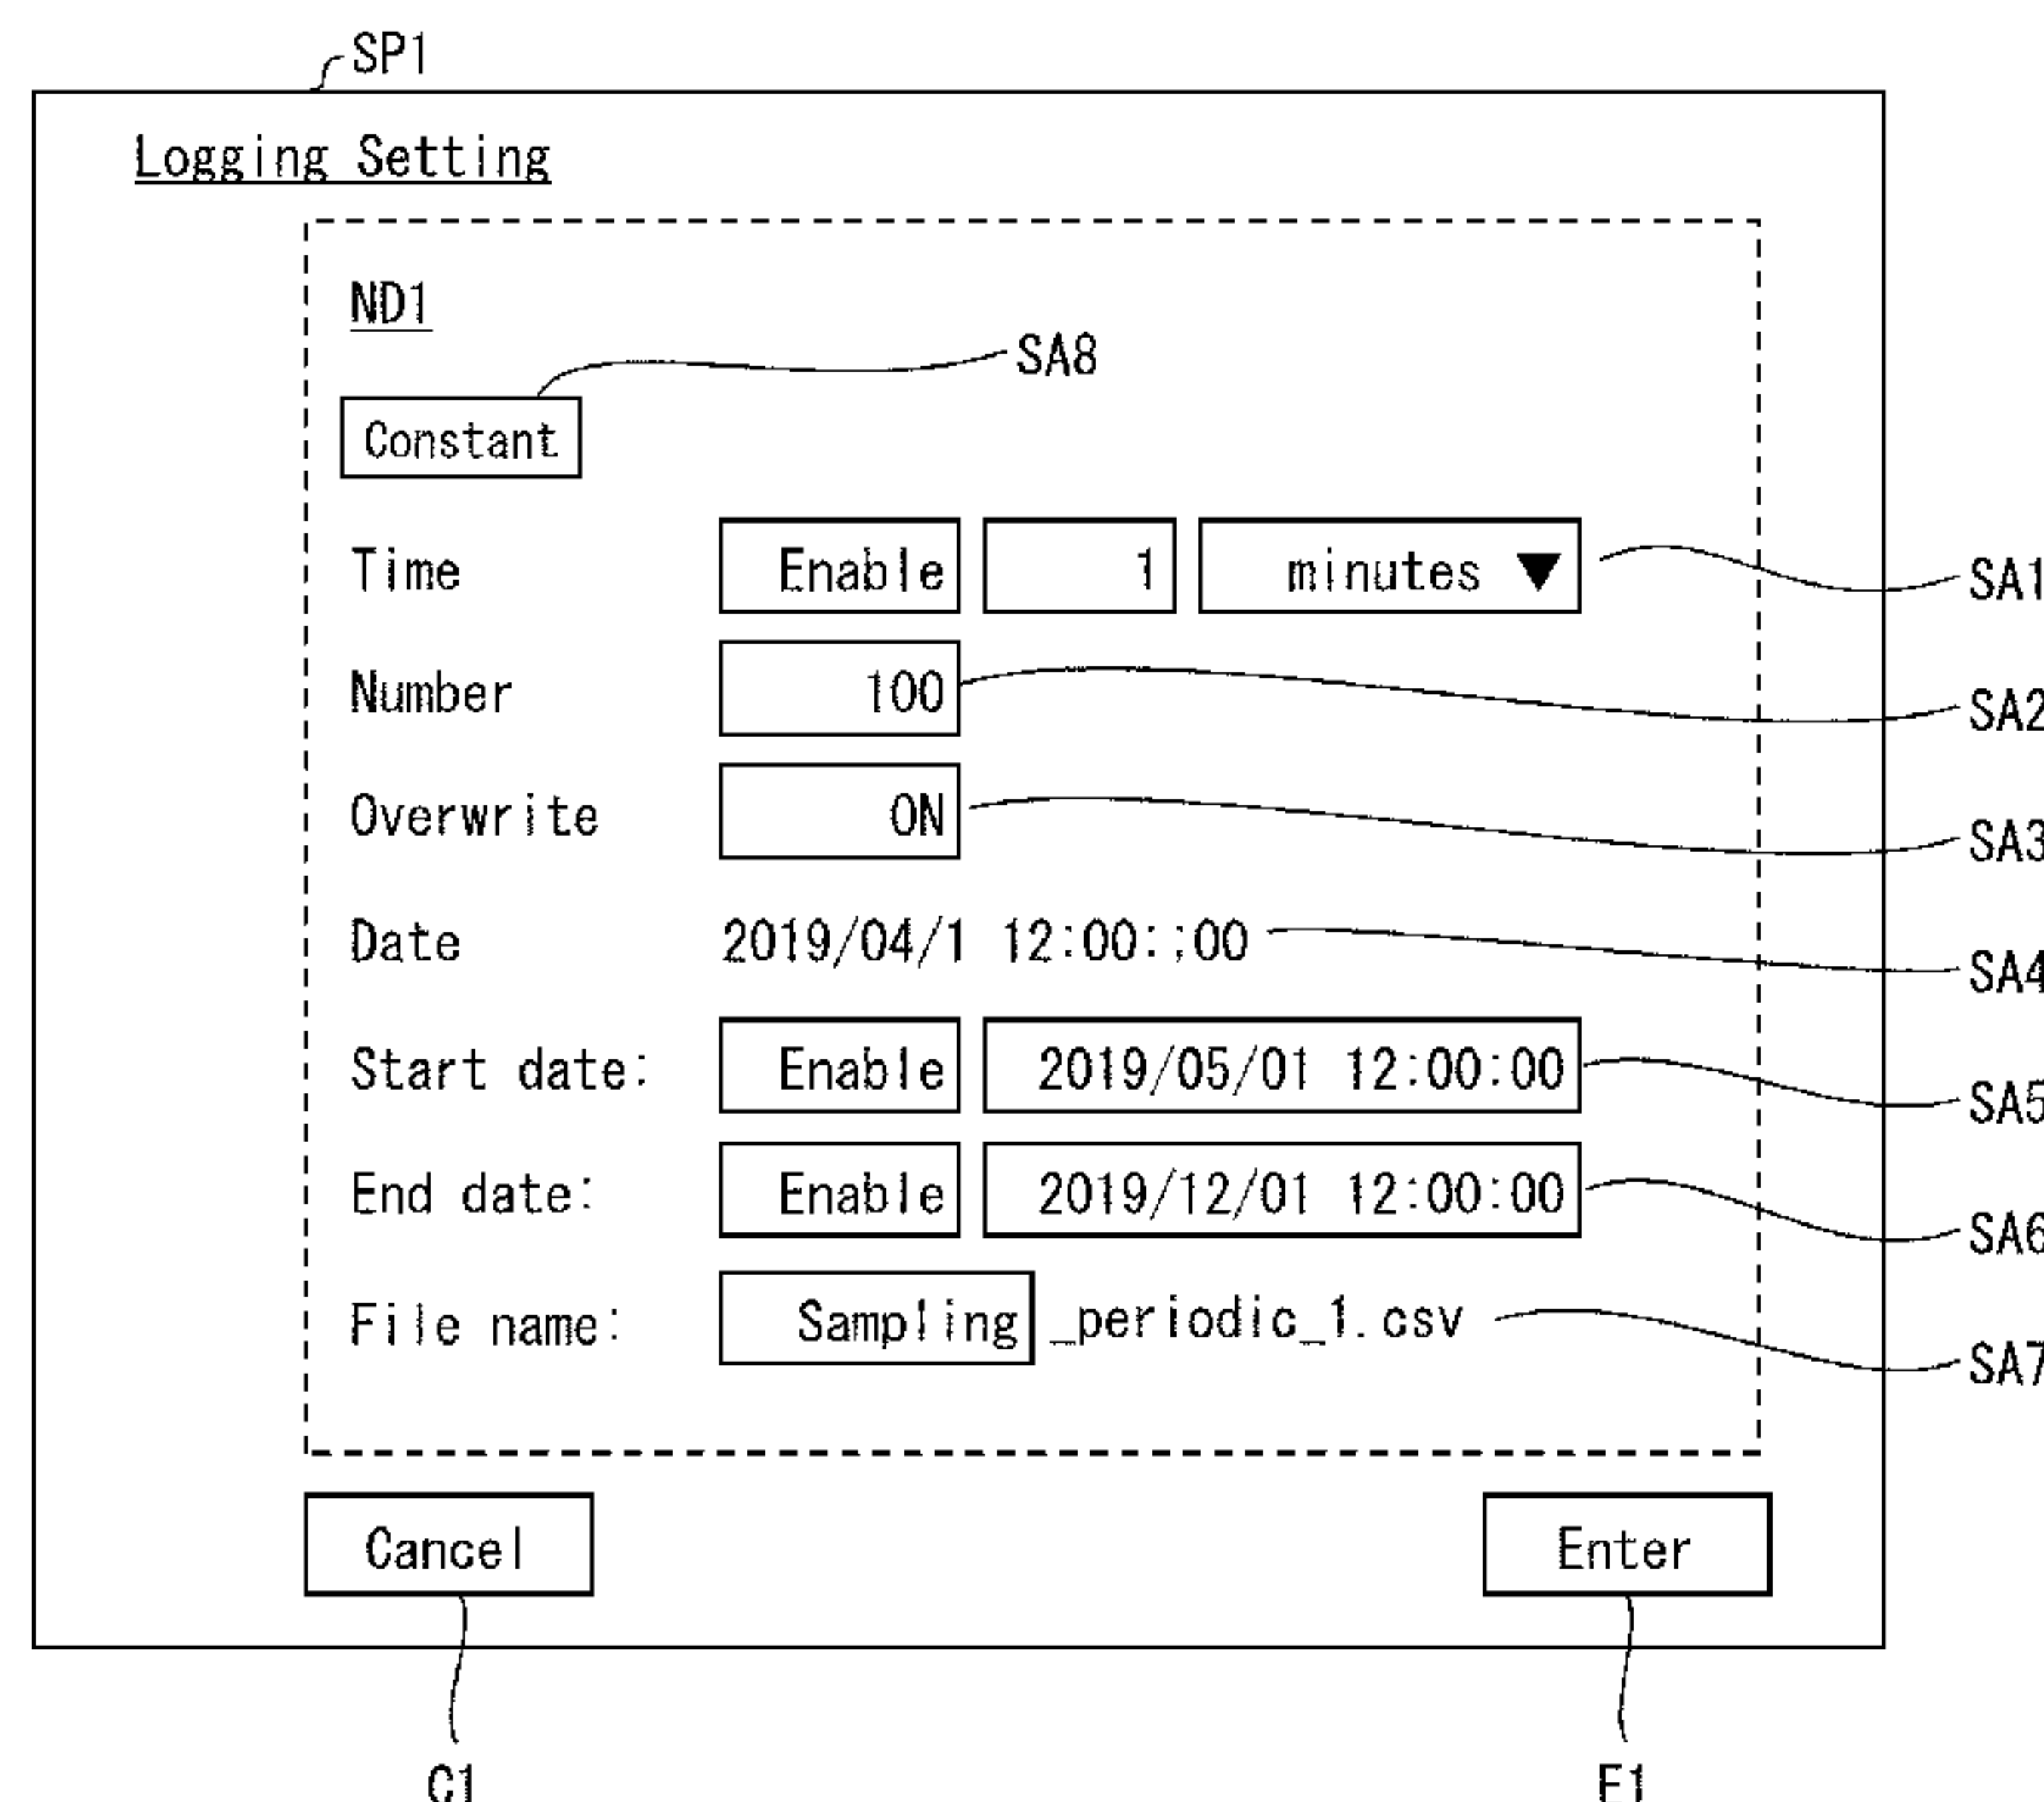 SP1
Logging Setting
ND1
SA8
Constant
Time Enable 1 minutes ▼ SA1
Number 100 SA2
Overwrite ON SA3
Date 2019/04/1 12:00:;00 SA4
Start date: Enable 2019/05/01 12:00:00 SA5
End date: Enable 2019/12/01 12:00:00 SA6
File name: Sampling _periodic_1.csv SA7
Cancel Enter
C1 E1